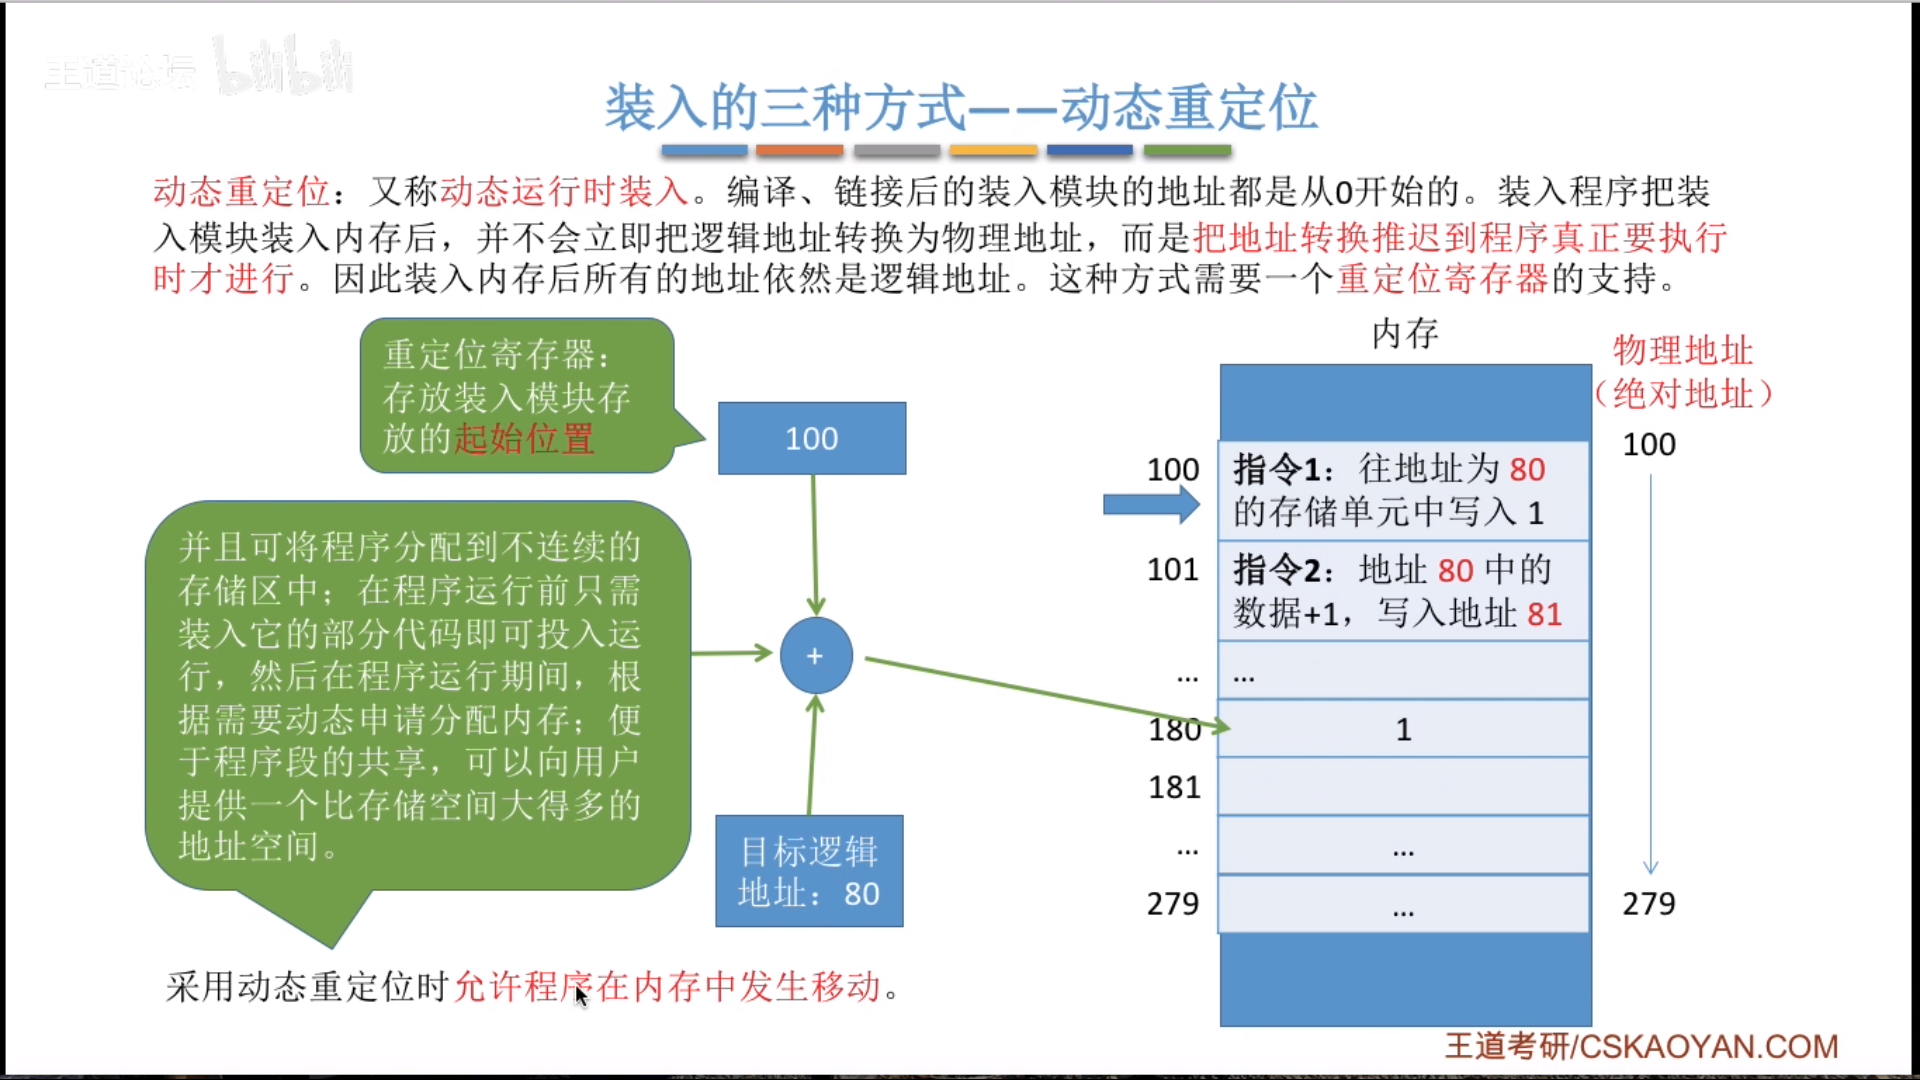 王道论坛 bilibili
装入的三种方式——动态重定位
动态重定位：又称动态运行时装入。编译、链接后的装入模块的地址都是从0开始的。装入程序把装
入模块装入内存后，并不会立即把逻辑地址转换为物理地址，而是把地址转换推迟到程序真正要执行
时才进行。因此装入内存后所有的地址依然是逻辑地址。这种方式需要一个重定位寄存器的支持。
重定位寄存器：
存放装入模块存
放的起始位置
100
并且可将程序分配到不连续的
存储区中；在程序运行前只需
装入它的部分代码即可投入运
行，然后在程序运行期间，根
据需要动态申请分配内存；便
于程序段的共享，可以向用户
提供一个比存储空间大得多的
地址空间。
+
目标逻辑
地址：80
采用动态重定位时允许程序在内存中发生移动。
内存
物理地址
（绝对地址）
100
279
100
指令1：往地址为 80
的存储单元中写入 1
101
指令2：地址 80 中的
数据+1，写入地址 81
... ...
180 1
181
... ...
279 ...
王道考研/CSKAOYAN.COM